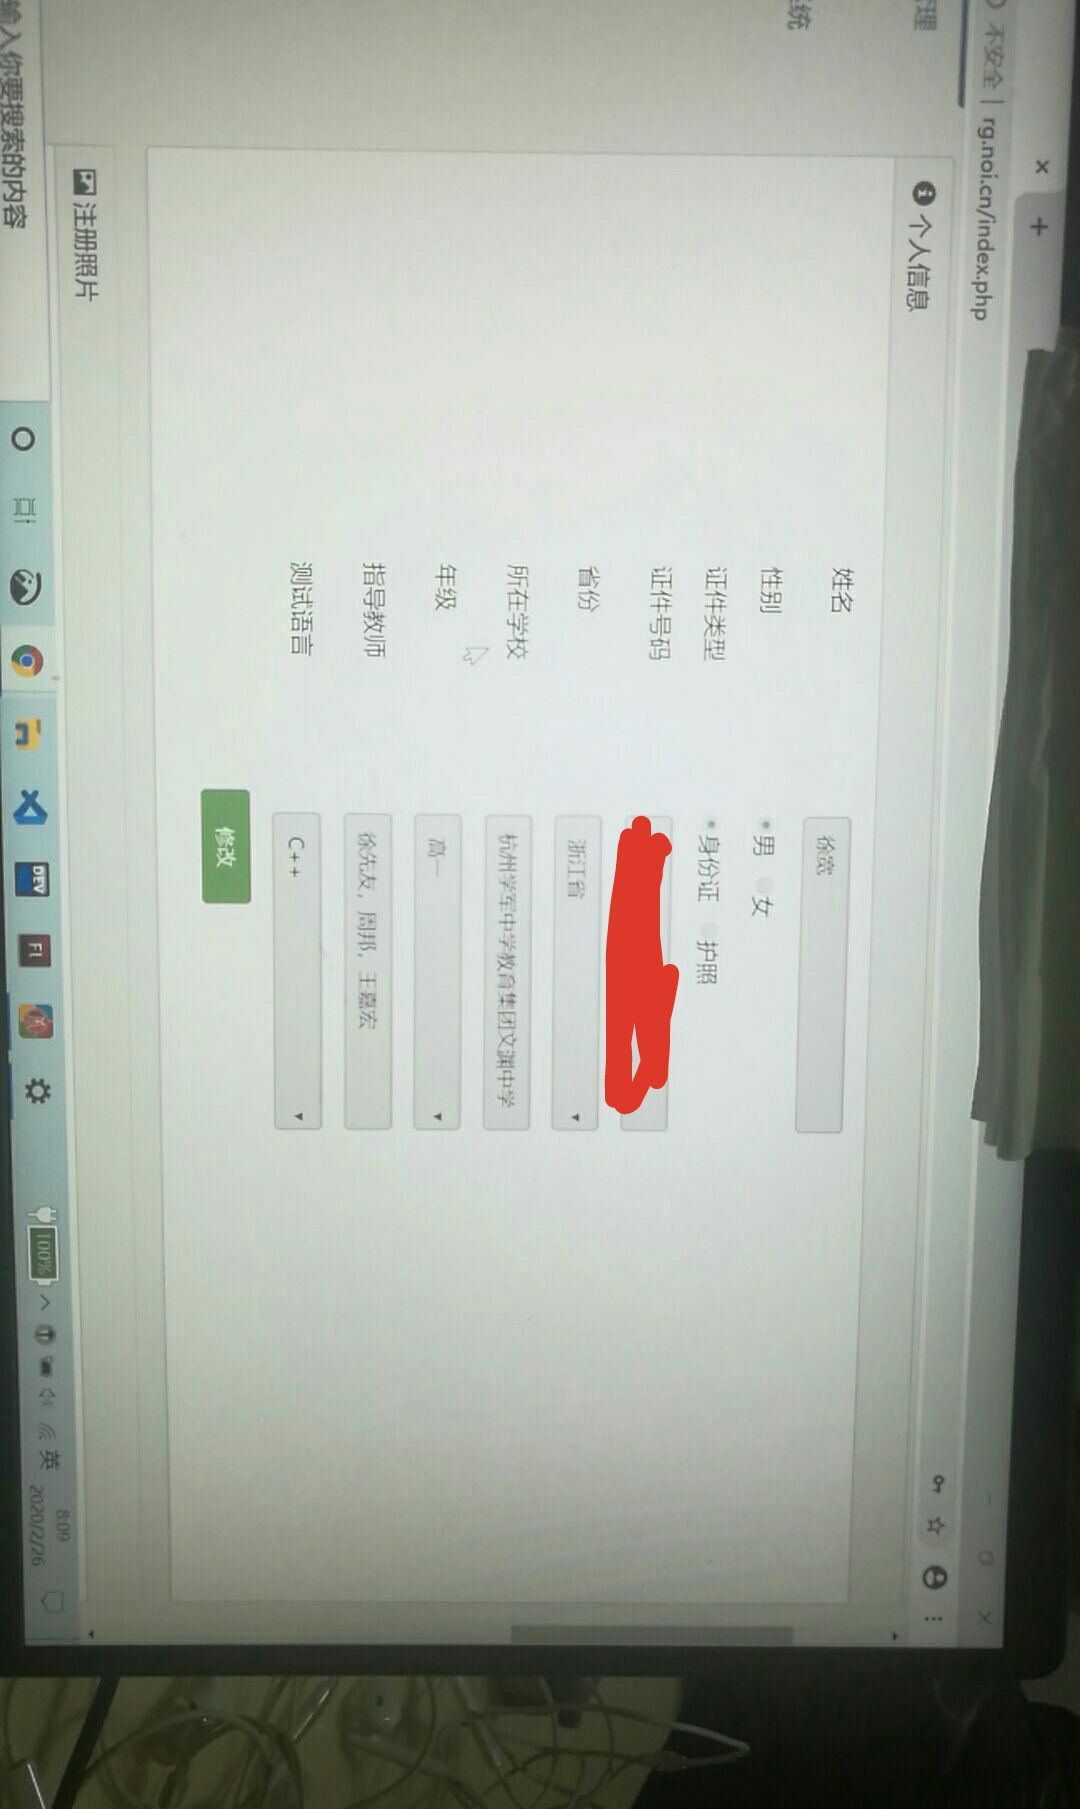 ×
+
不安全 | rg.noi.cn/index.php
理
统
个人信息
姓名
徐宽
性别
男 女
证件类型
身份证 护照
证件号码
省份
浙江省
所在学校
杭州学军中学教育集团文渊中学
年级
高一
指导教师
徐先友，周邦，王嘉宏
测试语言
C++
修改
注册照片
输入你要搜索的内容
DEV
Fl
100%
英
8:09
2020/2/26